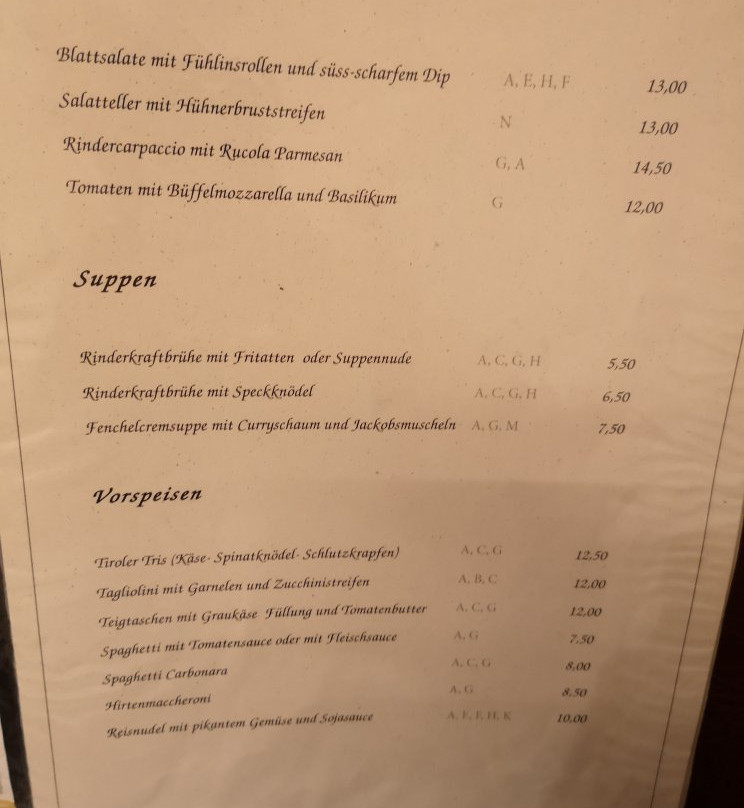 Blattsalate mit Fühlinsrollen und süss-scharfem Dip A, E, H, F 13,00
Salatteller mit Hühnerbruststreifen N 13,00
Rindercarpaccio mit Rucola Parmesan G, A 14,50
Tomaten mit Büffelmozzarella und Basilikum G 12,00
Suppen
Rinderkraftbrühe mit Fritatten oder Suppennude A, C, G, H 5,50
Rinderkraftbrühe mit Speckknödel A, C, G, H 6,50
Fenchelcremsuppe mit Curryschaum und Jackobsmuscheln A, G, M 7,50
Vorspeisen
Tiroler Tris (Käse- Spinatknödel- Schlutzkrapfen) A, C, G 12,50
Tagliolini mit Garnelen und Zucchinistreifen A, B, C 12,00
Teigtaschen mit Graukäse Füllung und Tomatenbutter A, C, G 12,00
Spaghetti mit Tomatensauce oder mit Fleischsauce A, G 7,50
Spaghetti Carbonara A, C, G 8,00
Hirtenmaccheroni A, G 8,50
Reisnudel mit pikantem Gemüse und Sojasauce A, E, F, H, K 10,00